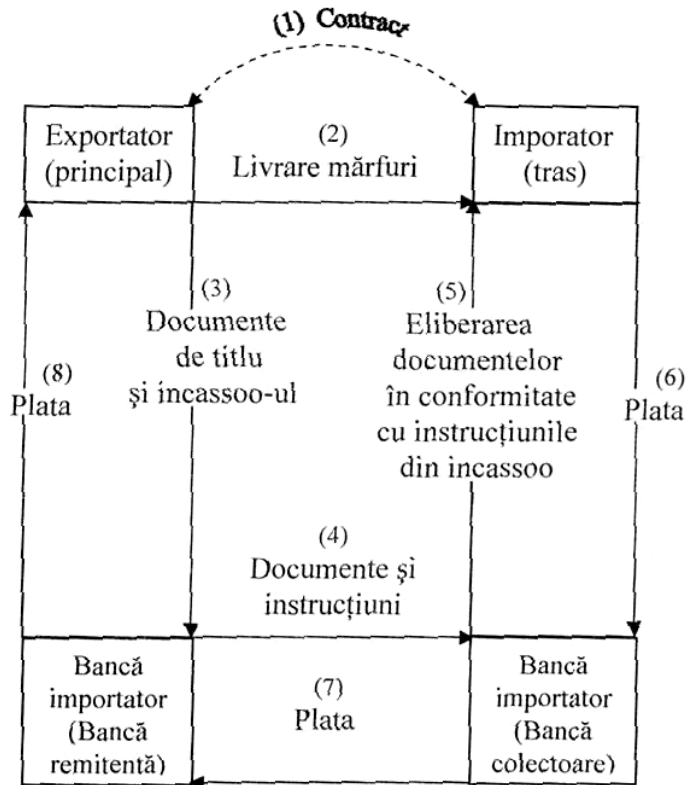 (1) Contract
Exportator
(principal)
(2)
Livrare mărfuri
Imporator
(tras)
(3)
Documente
de titlu
și incassoo-ul
(5)
Eliberarea
documentelor
în conformitate
cu instrucțiunile
din incassoo
(8)
Plata
(6)
Plata
(4)
Documente și
instrucțiuni
Bancă
importator
(Bancă
remitentă)
(7)
Plata
Bancă
importator
(Bancă
colectoare)